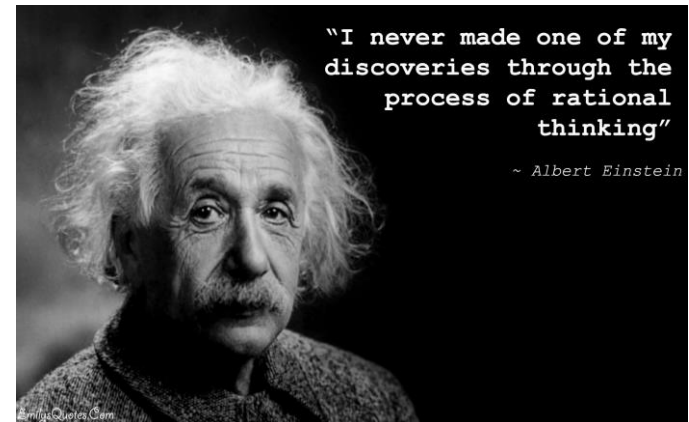 “I never made one of my
discoveries through the
process of rational
thinking”
~ Albert Einstein
EmilysQuotes.Com